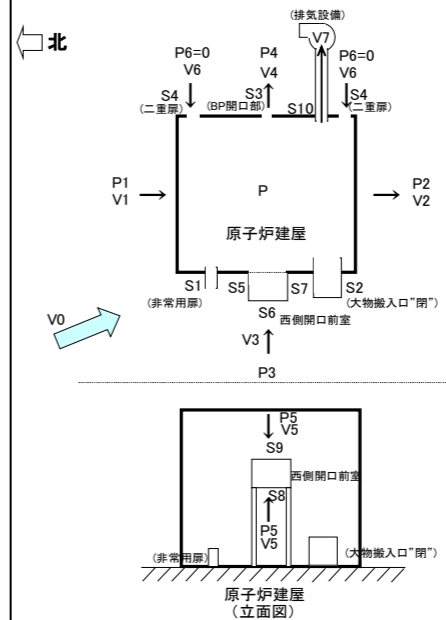 北
(排気設備)
V7
P6=0
V6
P4
V4
P6=0
V6
S4
(二重扉)
S3
(BP開口部)
S10
S4
(二重扉)
P1
V1
P
P2
V2
原子炉建屋
S1
(非常用扉)
S5
S7
S2
(大物搬入口"閉")
S6
西側開口前室
V0
V3
P3
P5
V5
S9
西側開口前室
S8
P5
V5
(非常用扉)
(大物搬入口"閉")
原子炉建屋
(立面図)